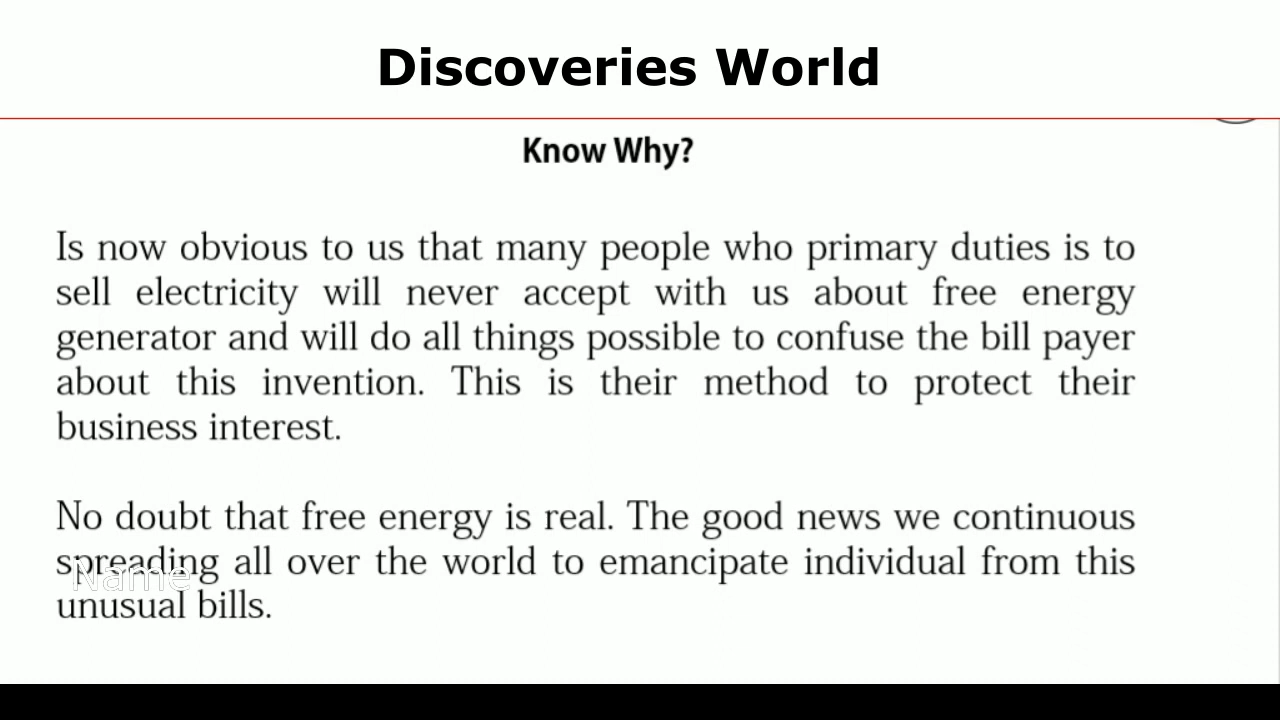 Discoveries World
Know Why?
Is now obvious to us that many people who primary duties is to
sell electricity will never accept with us about free energy
generator and will do all things possible to confuse the bill payer
about this invention. This is their method to protect their
business interest.
No doubt that free energy is real. The good news we continuous
spreading all over the world to emancipate individual from this
Name
unusual bills.